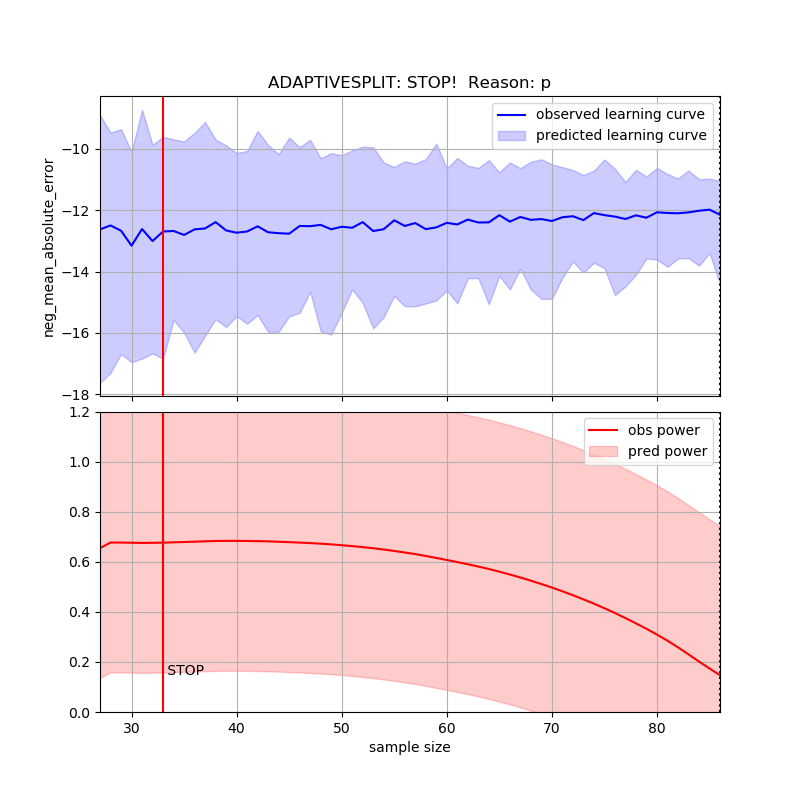 ADAPTIVESPLIT: STOP!  Reason: p
observed learning curve
predicted learning curve
neg_mean_absolute_error
−10
−12
−14
−16
−18
obs power
pred power
1.2
1.0
0.8
0.6
0.4
0.2
0.0
STOP
30 40 50 60 70 80
sample size